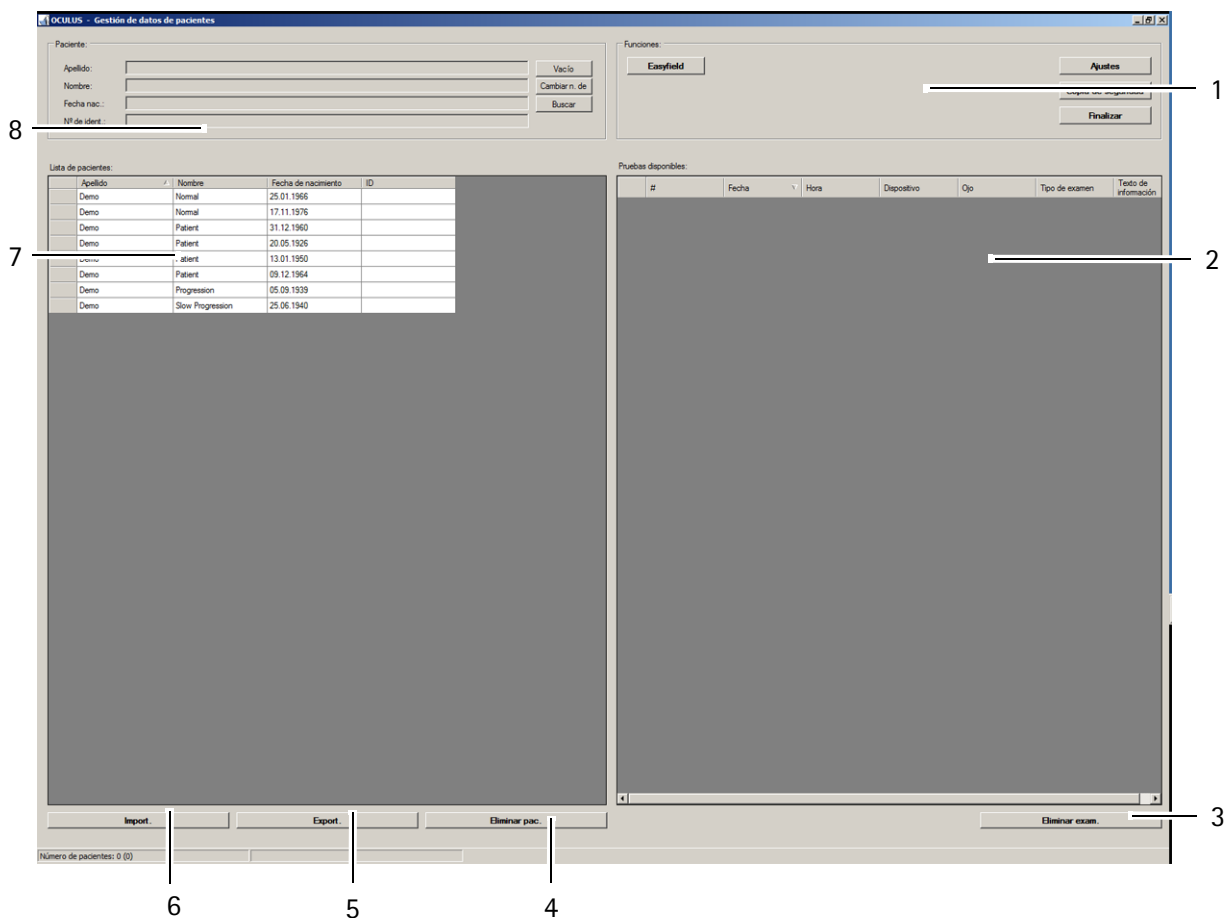 OCULUS - Gestión de datos de pacientes
Paciente:
Apellido:
Vacío
Nombre:
Cambiar n. de
Fecha nac.:
Buscar
Nº de ident.:
Funciones:
Easyfield
Ajustes
Copia de seguridad
Finalizar
1
8
Lista de pacientes:
Apellido Nombre Fecha de nacimiento ID
Demo Normal 25.01.1966
Demo Normal 17.11.1976
Demo Patient 31.12.1960
Demo Patient 20.05.1926
Demo Patient 13.01.1950
Demo Patient 09.12.1964
Demo Progression 05.09.1939
Demo Slow Progression 25.06.1940
7
Pruebas disponibles:
# Fecha Hora Dispositivo Ojo Tipo de examen Texto de
información
2
Import. Export. Eliminar pac. Eliminar exam.
3
Número de pacientes: 0 (0)
6 5 4